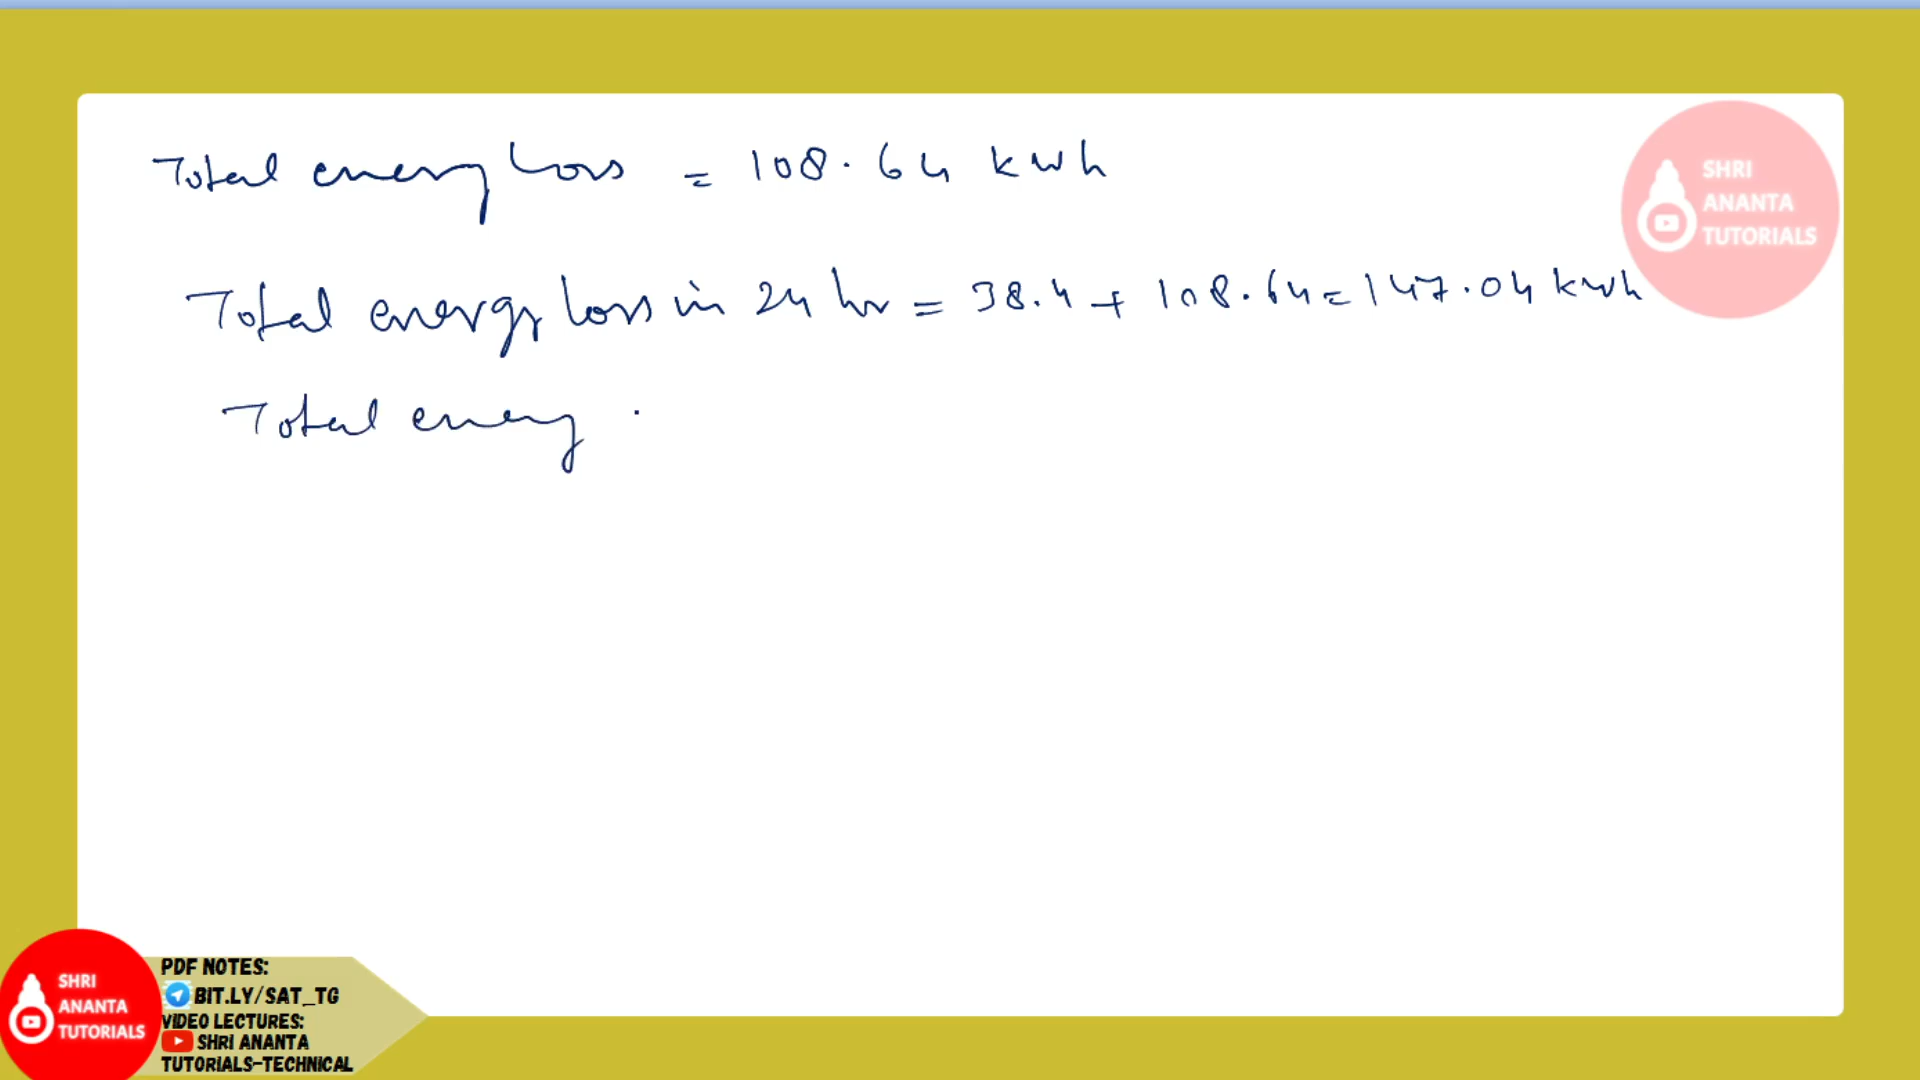 Total energy loss = 108.64 kwh
SHRI
ANANTA
TUTORIALS
Total energy loss in 24 hr = 38.4 + 108.64 = 147.04 kwh
Total energy .
SHRI
ANANTA
TUTORIALS
PDF NOTES:
BIT.LY/SAT_TG
VIDEO LECTURES:
SHRI ANANTA
TUTORIALS-TECHNICAL